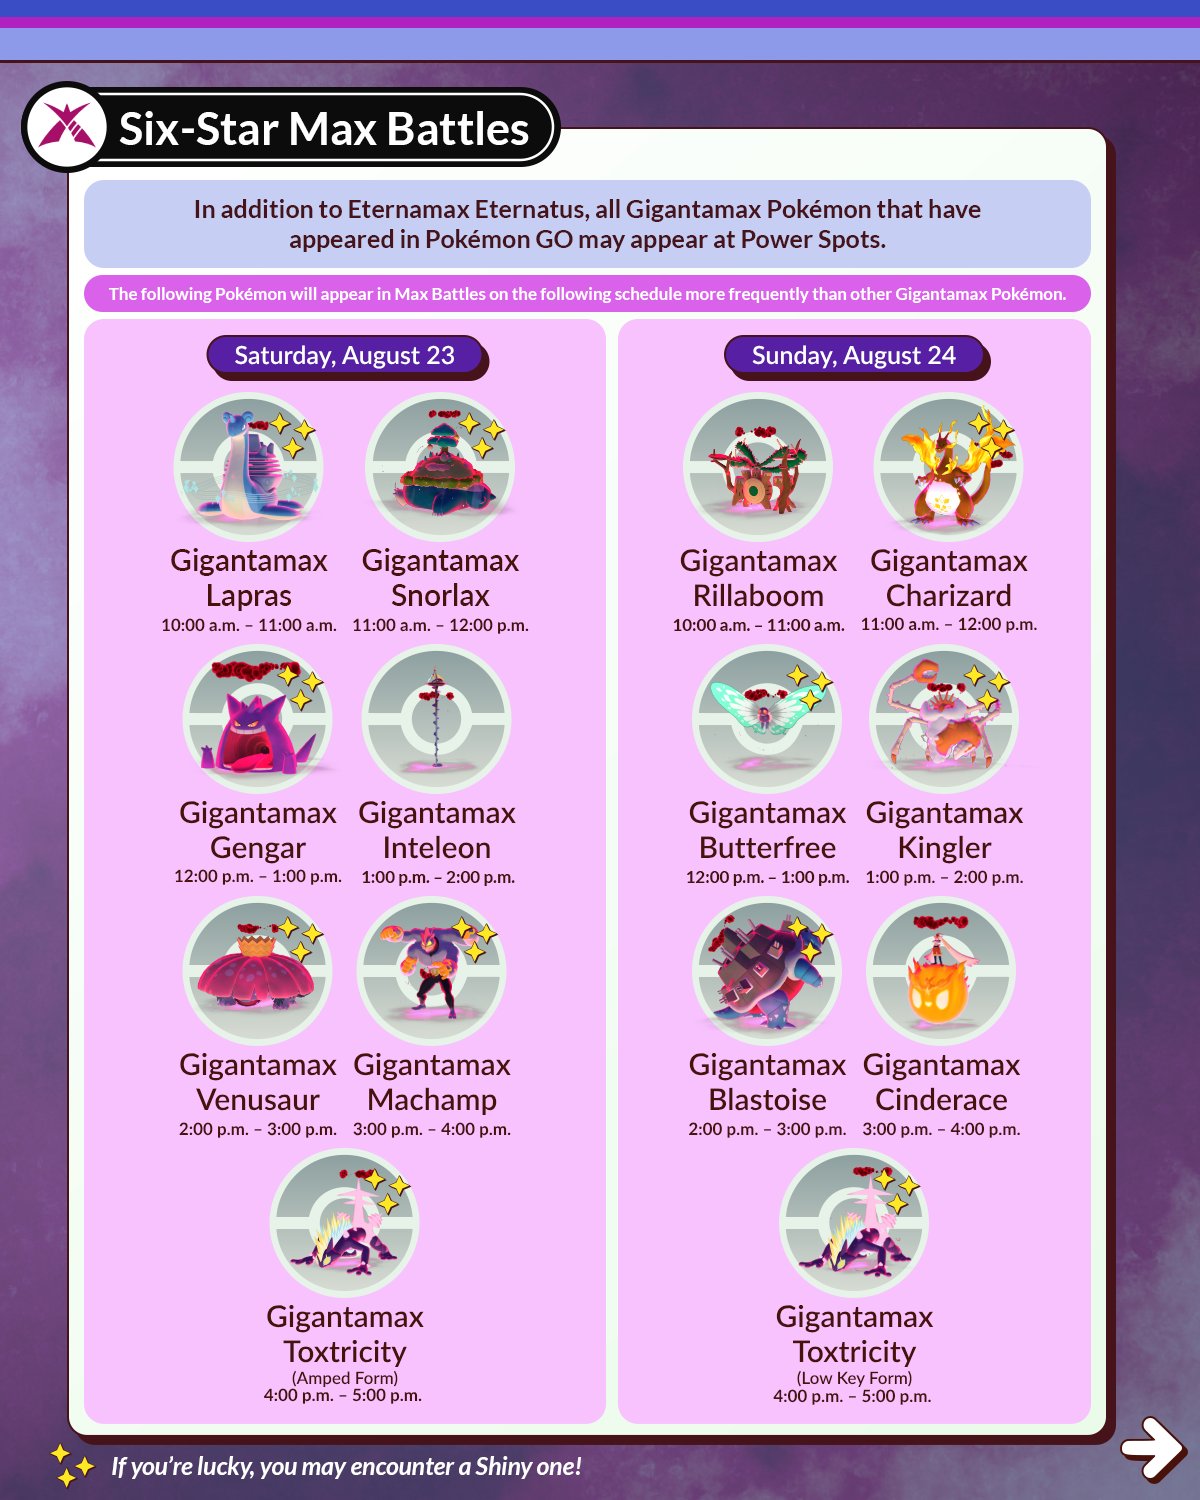 Six-Star Max Battles
In addition to Eternamax Eternatus, all Gigantamax Pokémon that have
appeared in Pokémon GO may appear at Power Spots.
The following Pokémon will appear in Max Battles on the following schedule more frequently than other Gigantamax Pokémon.
Saturday, August 23
Gigantamax
Lapras
10:00 a.m. – 11:00 a.m.
Gigantamax
Snorlax
11:00 a.m. – 12:00 p.m.
Gigantamax
Gengar
12:00 p.m. – 1:00 p.m.
Gigantamax
Inteleon
1:00 p.m. – 2:00 p.m.
Gigantamax
Venusaur
2:00 p.m. – 3:00 p.m.
Gigantamax
Machamp
3:00 p.m. – 4:00 p.m.
Gigantamax
Toxtricity
(Amped Form)
4:00 p.m. – 5:00 p.m.
Sunday, August 24
Gigantamax
Rillaboom
10:00 a.m. – 11:00 a.m.
Gigantamax
Charizard
11:00 a.m. – 12:00 p.m.
Gigantamax
Butterfree
12:00 p.m. – 1:00 p.m.
Gigantamax
Kingler
1:00 p.m. – 2:00 p.m.
Gigantamax
Blastoise
2:00 p.m. – 3:00 p.m.
Gigantamax
Cinderace
3:00 p.m. – 4:00 p.m.
Gigantamax
Toxtricity
(Low Key Form)
4:00 p.m. – 5:00 p.m.
If you're lucky, you may encounter a Shiny one!